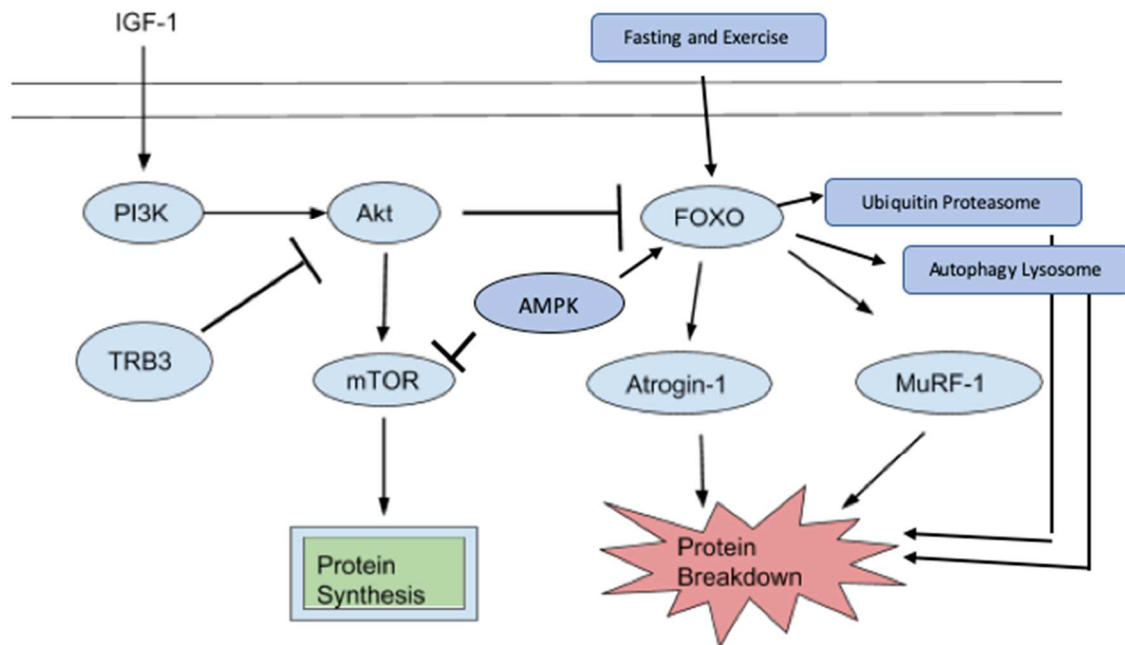 IGF-1
Fasting and Exercise
PI3K
Akt
FOXO
Ubiquitin Proteasome
Autophagy Lysosome
AMPK
TRB3
mTOR
Atrogin-1
MuRF-1
Protein
Synthesis
Protein
Breakdown